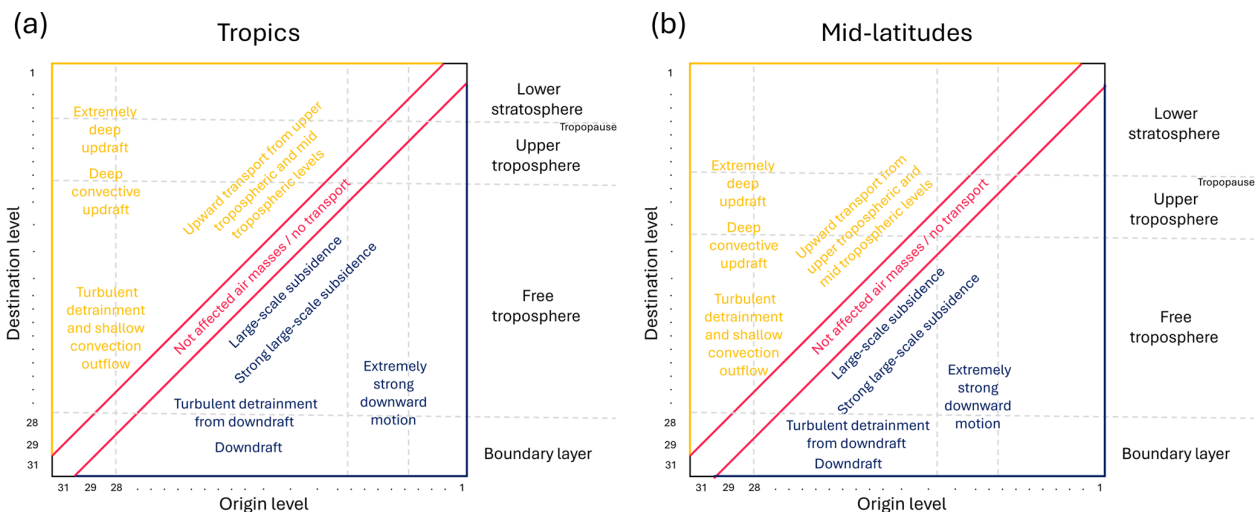 (a)
Tropics
1
Destination level
28
29
31
31 29 28 1
Origin level
Extremely
deep
updraft
Deep
convective
updraft
Turbulent
detrainment
and shallow
convection
outflow
Upward transport from upper
tropospheric and mid
tropospheric levels
Not affected air masses / no transport
Large-scale subsidence
Strong large-scale subsidence
Extremely
strong
downward
motion
Turbulent detrainment
from downdraft
Downdraft
Lower
stratosphere
Tropopause
Upper
troposphere
Free
troposphere
Boundary layer
(b)
Mid-latitudes
1
Destination level
28
29
31
31 29 28 1
Origin level
Extremely
deep
updraft
Deep
convective
updraft
Turbulent
detrainment
and shallow
convection
outflow
Upward transport from
upper tropospheric and
mid tropospheric levels
Not affected air masses / no transport
Large-scale subsidence
Strong large-scale subsidence
Extremely
strong
downward
motion
Turbulent detrainment
from downdraft
Downdraft
Lower
stratosphere
Tropopause
Upper
troposphere
Free
troposphere
Boundary layer